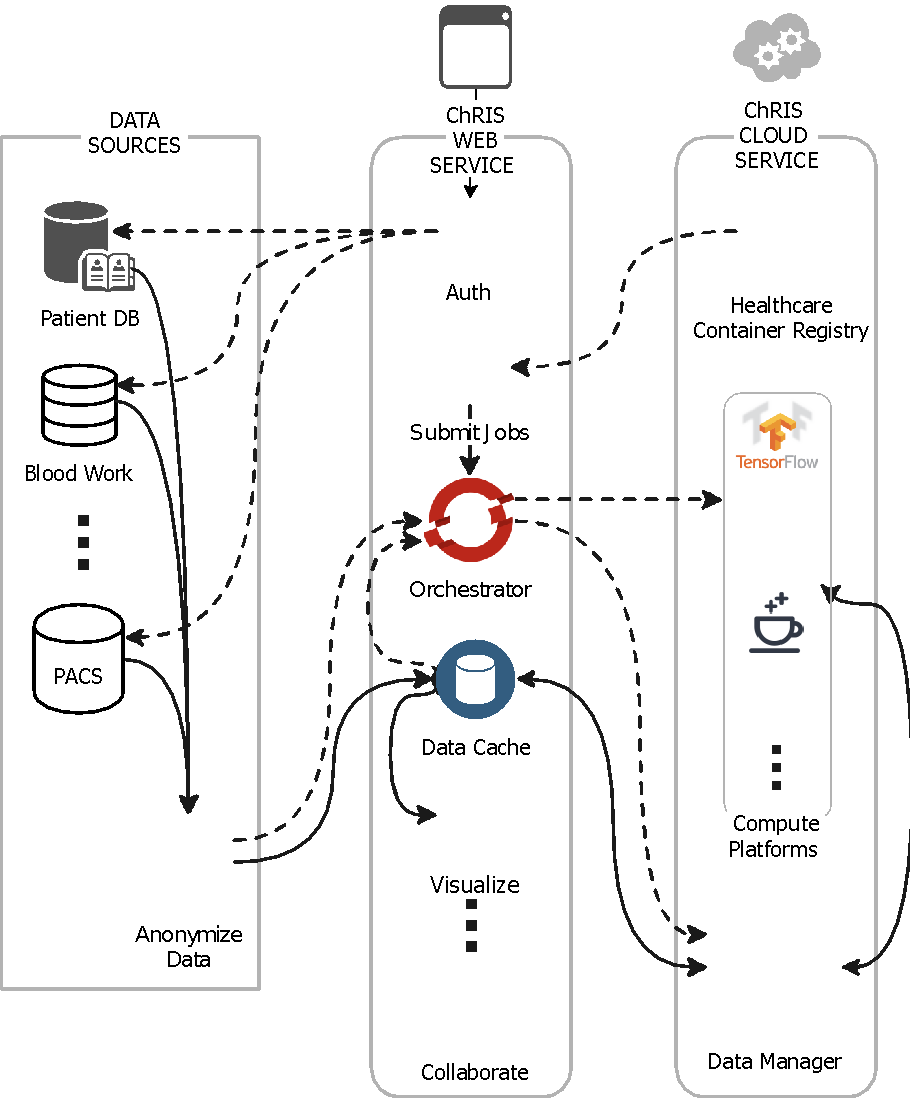 ChRIS
WEB
SERVICE
ChRIS
CLOUD
SERVICE
DATA
SOURCES
Patient DB
Blood Work
PACS
Anonymize
Data
Auth
Submit Jobs
Orchestrator
Data Cache
Visualize
Collaborate
Healthcare
Container Registry
TensorFlow
Compute
Platforms
Data Manager